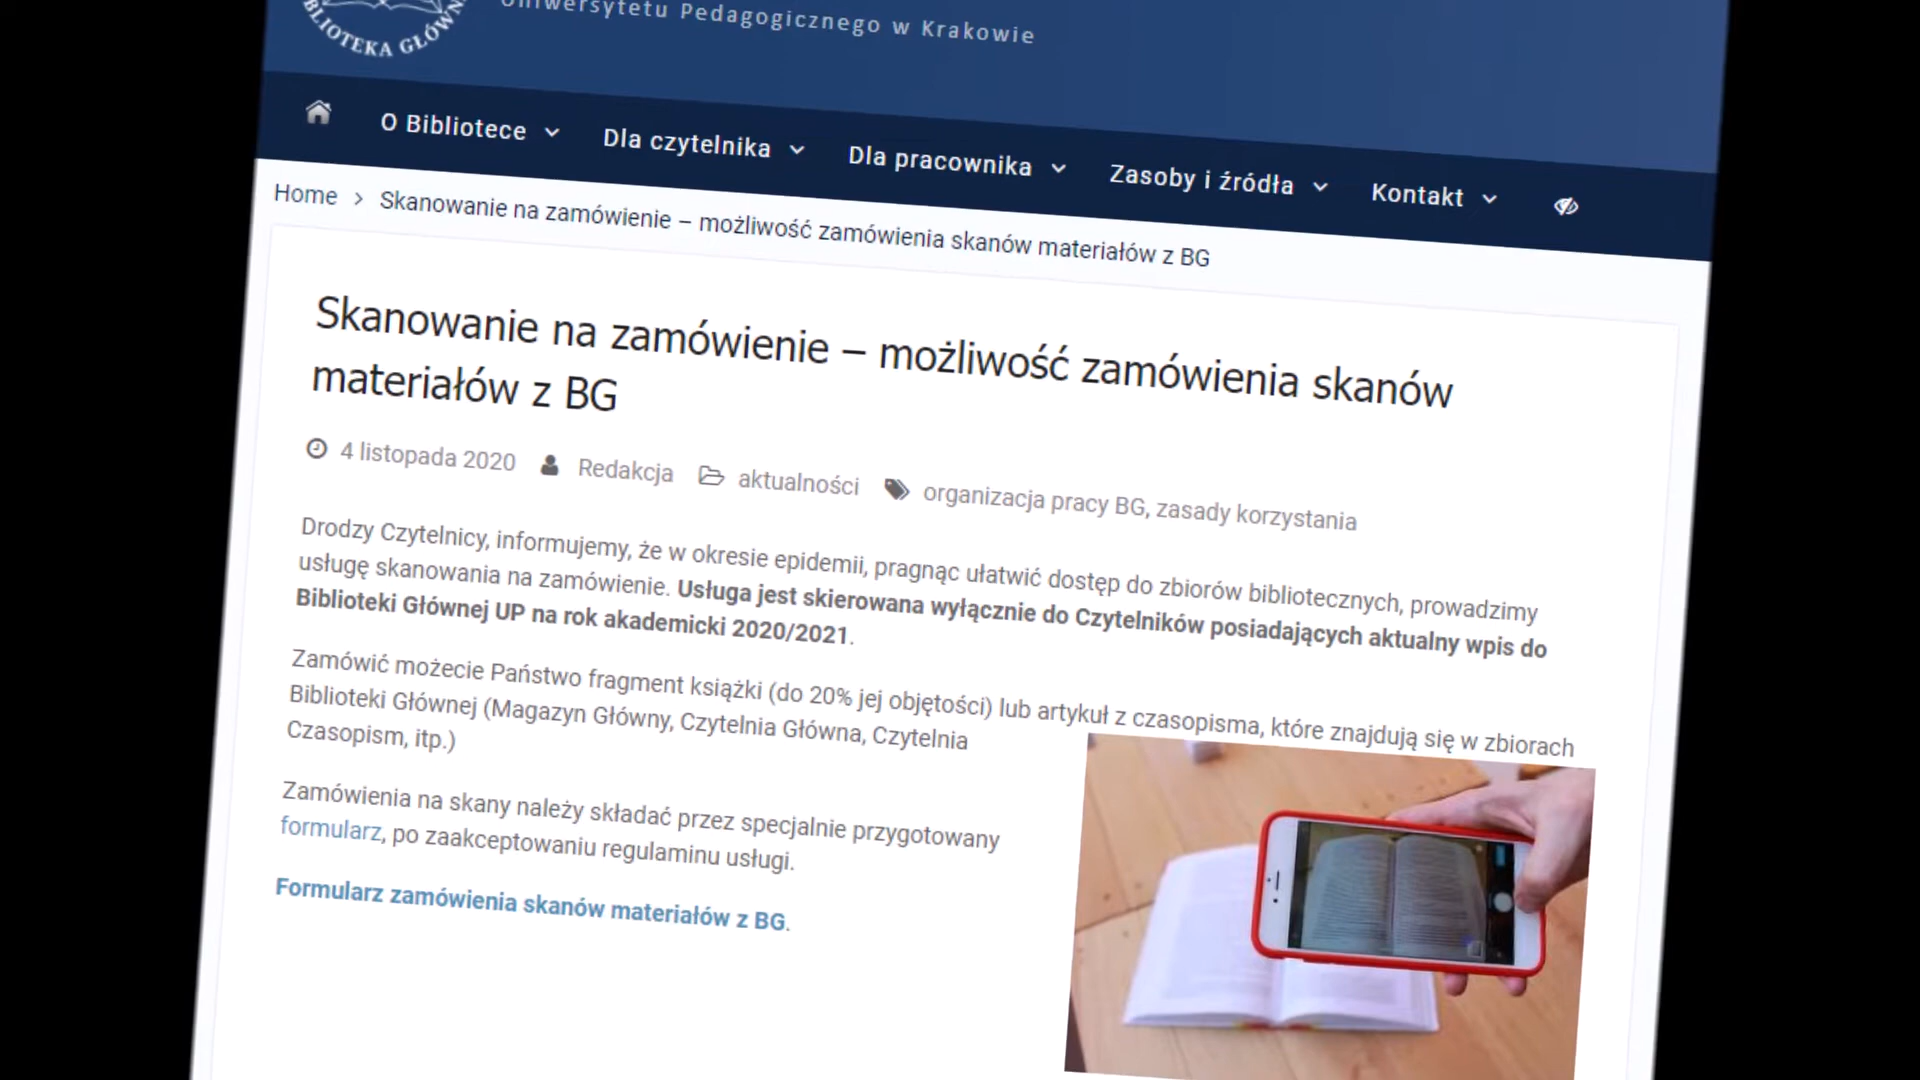 BIBLIOTEKA GŁÓWNA
Uniwersytetu Pedagogicznego w Krakowie
O Bibliotece
Dla czytelnika
Dla pracownika
Zasoby i źródła
Kontakt
Home > Skanowanie na zamówienie – możliwość zamówienia skanów materiałów z BG
Skanowanie na zamówienie – możliwość zamówienia skanów
materiałów z BG
4 listopada 2020 Redakcja aktualności organizacja pracy BG, zasady korzystania
Drodzy Czytelnicy, informujemy, że w okresie epidemii, pragnąc ułatwić dostęp do zbiorów bibliotecznych, prowadzimy
usługę skanowania na zamówienie. Usługa jest skierowana wyłącznie do Czytelników posiadających aktualny wpis do
Biblioteki Głównej UP na rok akademicki 2020/2021.
Zamówić możecie Państwo fragment książki (do 20% jej objętości) lub artykuł z czasopisma, które znajdują się w zbiorach
Biblioteki Głównej (Magazyn Główny, Czytelnia Główna, Czytelnia
Czasopism, itp.)
Zamówienia na skany należy składać przez specjalnie przygotowany
formularz, po zaakceptowaniu regulaminu usługi.
Formularz zamówienia skanów materiałów z BG.